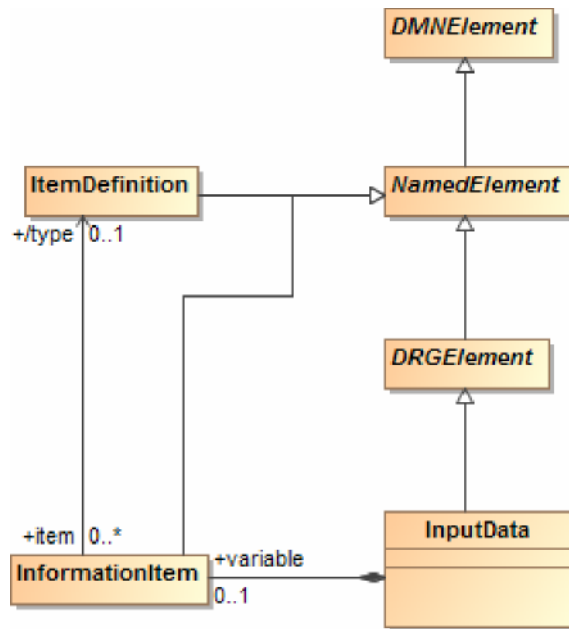 DMNElement
ItemDefinition
NamedElement
+/type 0..1
DRGElement
+item 0..*
InputData
InformationItem
+variable
0..1